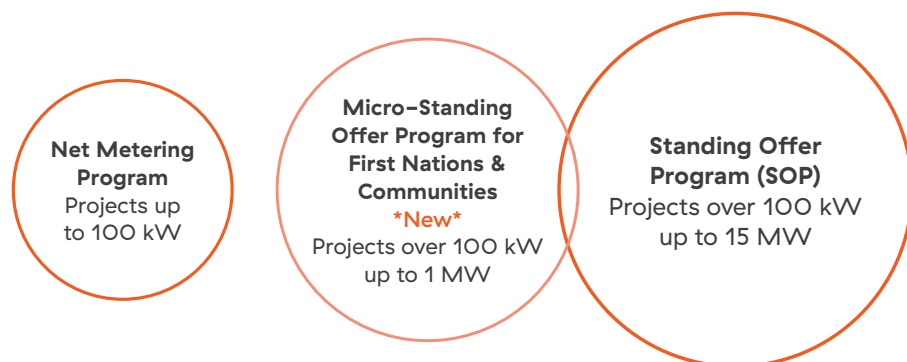 Net Metering
Program
Projects up
to 100 kW
Micro-Standing
Offer Program for
First Nations &
Communities
*New*
Projects over 100 kW
up to 1 MW
Standing Offer
Program (SOP)
Projects over 100 kW
up to 15 MW